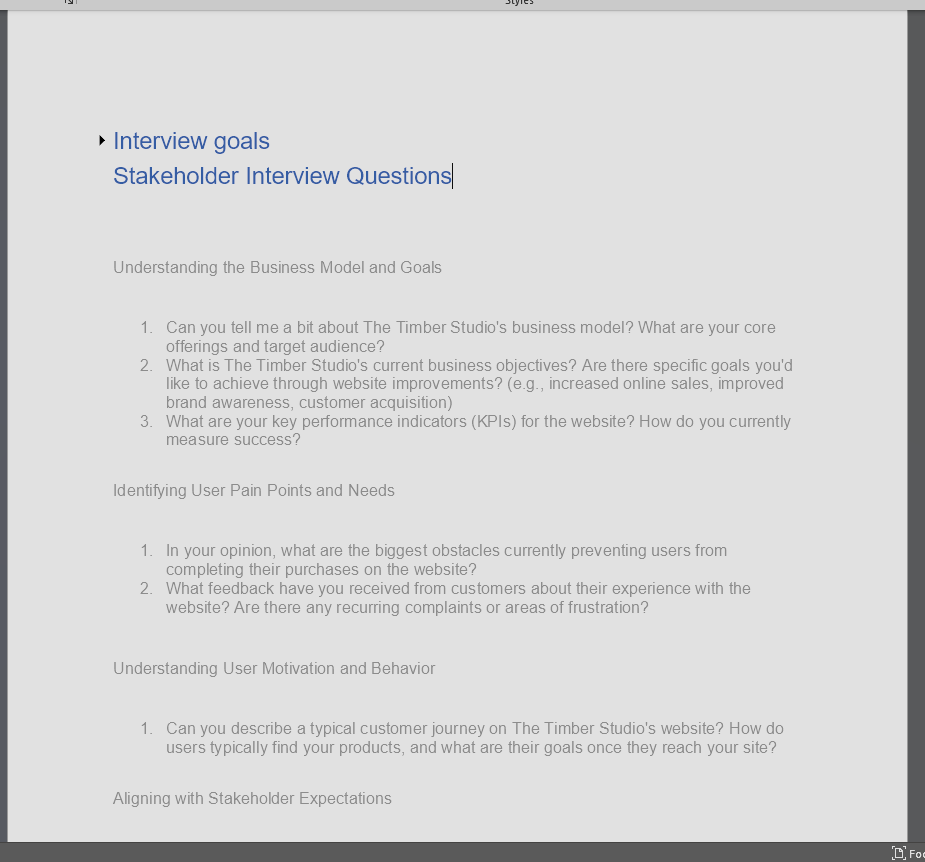 Styles
Interview goals
Stakeholder Interview Questions
Understanding the Business Model and Goals
1. Can you tell me a bit about The Timber Studio's business model? What are your core
offerings and target audience?
2. What is The Timber Studio's current business objectives? Are there specific goals you'd
like to achieve through website improvements? (e.g., increased online sales, improved
brand awareness, customer acquisition)
3. What are your key performance indicators (KPIs) for the website? How do you currently
measure success?
Identifying User Pain Points and Needs
1. In your opinion, what are the biggest obstacles currently preventing users from
completing their purchases on the website?
2. What feedback have you received from customers about their experience with the
website? Are there any recurring complaints or areas of frustration?
Understanding User Motivation and Behavior
1. Can you describe a typical customer journey on The Timber Studio's website? How do
users typically find your products, and what are their goals once they reach your site?
Aligning with Stakeholder Expectations